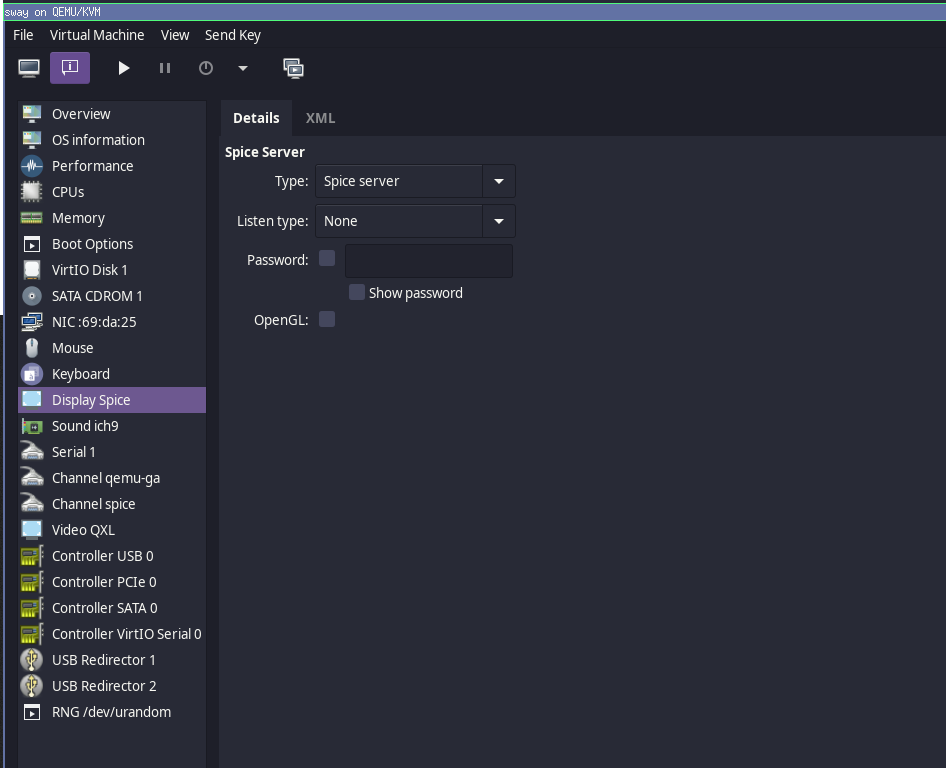 sway on QEMU/KVM
File Virtual Machine View Send Key
Overview
OS information
Performance
CPUs
Memory
Boot Options
VirtIO Disk 1
SATA CDROM 1
NIC :69:da:25
Mouse
Keyboard
Display Spice
Sound ich9
Serial 1
Channel qemu-ga
Channel spice
Video QXL
Controller USB 0
Controller PCIe 0
Controller SATA 0
Controller VirtIO Serial 0
USB Redirector 1
USB Redirector 2
RNG /dev/urandom
Details XML
Spice Server
Type: Spice server
Listen type: None
Password:
Show password
OpenGL: